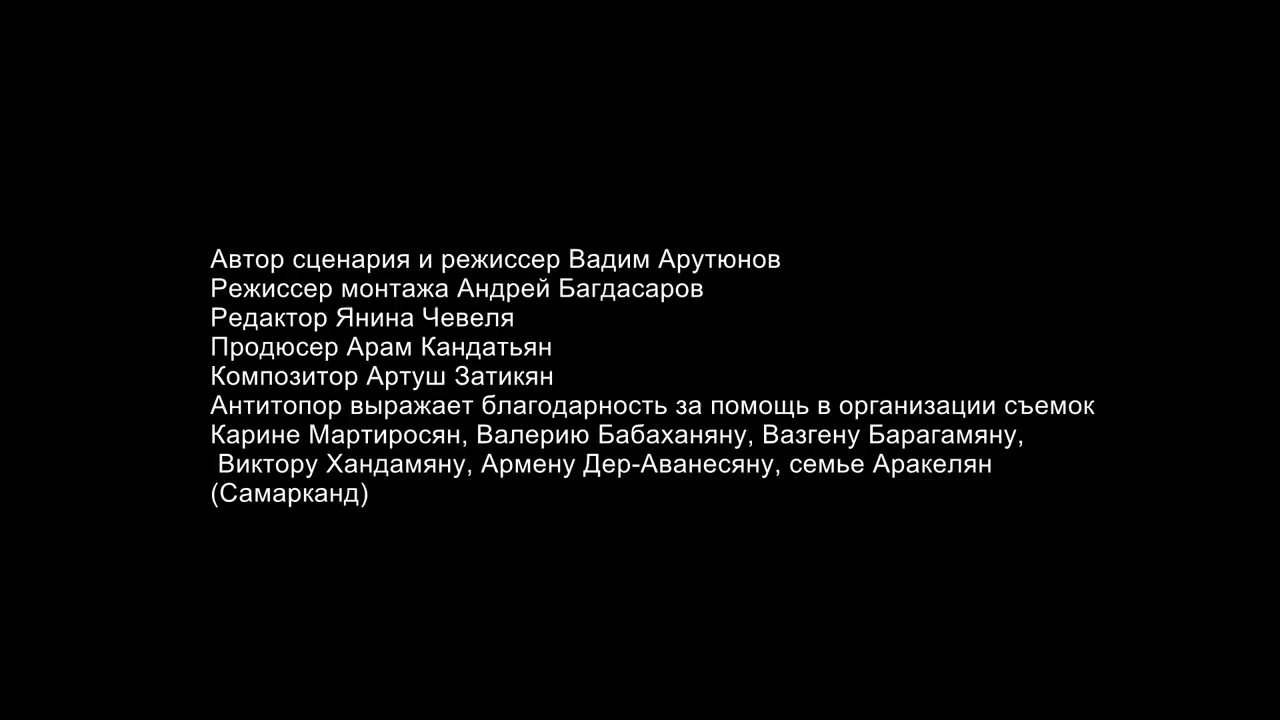 Автор сценария и режиссер Вадим Арутюнов
Режиссер монтажа Андрей Багдасаров
Редактор Янина Чевеля
Продюсер Арам Кандатьян
Композитор Артуш Затикян
Антитопор выражает благодарность за помощь в организации съемок
Карине Мартиросян, Валерию Бабаханяну, Вазгену Барагамяну,
Виктору Хандамяну, Армену Дер-Аванесяну, семье Аракелян
(Самарканд)